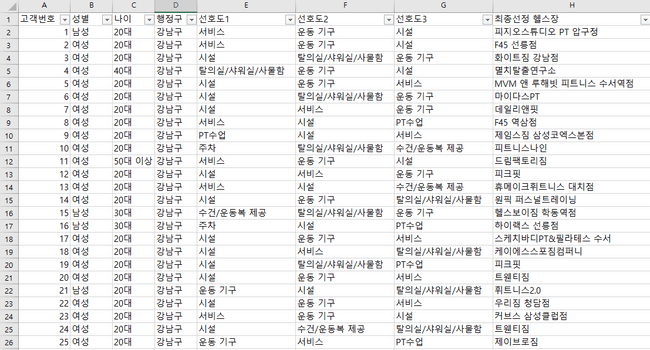 A B C D E F G H
1 고객번호 성별 나이 행정구 선호도1 선호도2 선호도3 최종선정 헬스장
2 1 남성 20대 강남구 서비스 운동 기구 시설 피지오스튜디오 PT 압구정
3 2 여성 20대 강남구 서비스 운동 기구 시설 F45 선릉점
4 3 여성 20대 강남구 시설 탈의실/샤워실/사물함 운동 기구 화이트짐 강남점
5 4 여성 40대 강남구 탈의실/샤워실/사물함 운동 기구 시설 멸치탈출연구소
6 5 여성 20대 강남구 시설 운동 기구 서비스 MVM 앤 루해빗 피트니스 수서역점
7 6 여성 20대 강남구 시설 탈의실/샤워실/사물함 운동 기구 마이다스PT
8 7 여성 20대 강남구 시설 서비스 운동 기구 데일리앤핏
9 8 여성 20대 강남구 서비스 시설 PT수업 F45 역삼점
10 9 여성 20대 강남구 PT수업 시설 서비스 제임스짐 삼성코엑스본점
11 10 여성 20대 강남구 주차 탈의실/샤워실/사물함 수건/운동복 제공 피트니스나인
12 11 여성 50대 이상 강남구 서비스 운동 기구 시설 드림팩토리짐
13 12 여성 20대 강남구 시설 서비스 운동 기구 피크핏
14 13 여성 20대 강남구 서비스 시설 수건/운동복 제공 휴메이크휘트니스 대치점
15 14 여성 20대 강남구 시설 운동 기구 탈의실/샤워실/사물함 원픽 퍼스널트레이닝
16 15 남성 30대 강남구 수건/운동복 제공 탈의실/샤워실/사물함 운동 기구 헬스보이짐 학동역점
17 16 남성 30대 강남구 주차 시설 PT수업 하이랙스 선릉점
18 17 여성 20대 강남구 시설 운동 기구 서비스 스케치바디PT&필라테스 수서
19 18 여성 20대 강남구 시설 서비스 탈의실/샤워실/사물함 케이에스스포짐컴퍼니
20 19 여성 20대 강남구 시설 탈의실/샤워실/사물함 PT수업 피크핏
21 20 여성 20대 강남구 시설 운동 기구 서비스 트웬티짐
22 21 남성 20대 강남구 운동 기구 시설 탈의실/샤워실/사물함 휘트니스2.0
23 22 여성 20대 강남구 시설 운동 기구 서비스 우리짐 청담점
24 23 여성 20대 강남구 서비스 시설 운동 기구 커브스 삼성클럽점
25 24 여성 20대 강남구 시설 수건/운동복 제공 탈의실/샤워실/사물함 트웬티짐
26 25 여성 20대 강남구 운동 기구 서비스 PT수업 제이브로짐